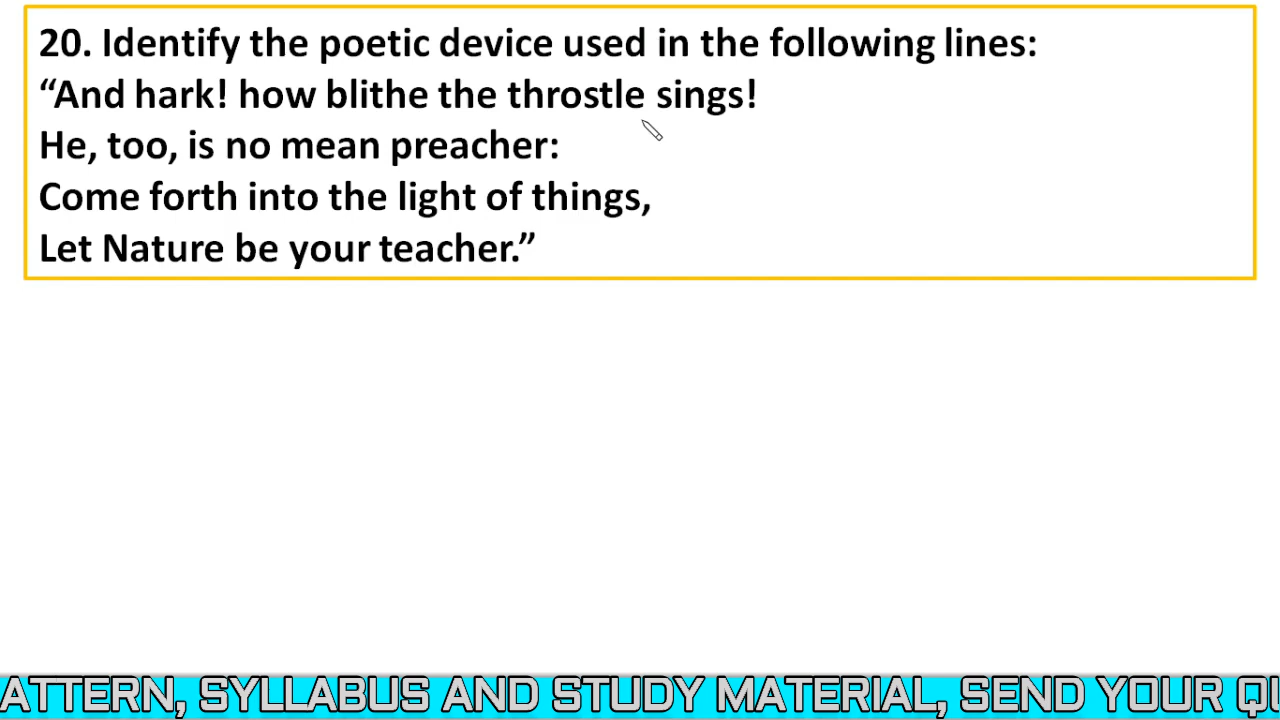 20. Identify the poetic device used in the following lines:
“And hark! how blithe the throstle sings!
He, too, is no mean preacher:
Come forth into the light of things,
Let Nature be your teacher.”
ATTERN, SYLLABUS AND STUDY MATERIAL, SEND YOUR QU